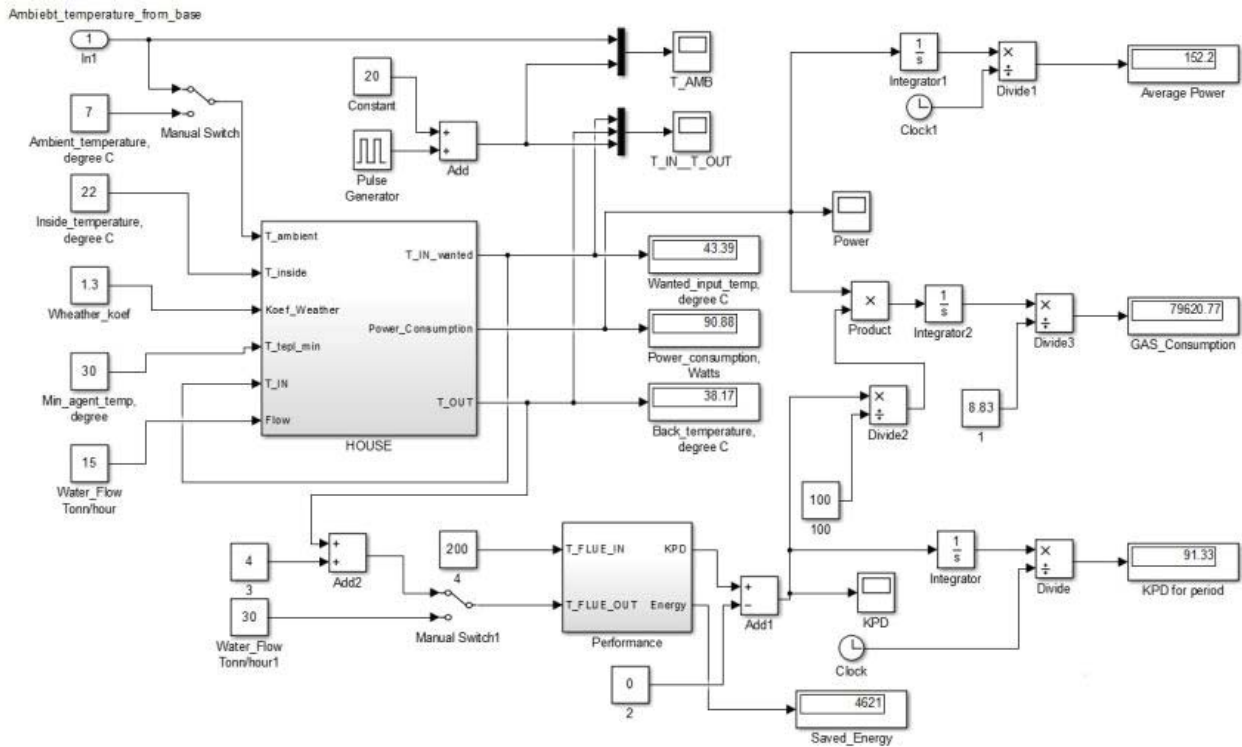 Ambiebt_temperature_from_base
1
In1
7
Ambient_temperature,
degree C
Manual Switch
22
Inside_temperature,
degree C
1.3
Wheather_koef
30
Min_agent_temp,
degree
15
Water_Flow
Tonn/hour
20
Constant
Pulse
Generator
+
+
Add
T_AMB
T_IN__T_OUT
T_ambient
T_inside
Koef_Weather
T_tepl_min
T_IN
Flow
T_IN_wanted
Power_Consumption
T_OUT
HOUSE
43.39
Wanted_input_temp,
degree C
90.88
Power_consumption,
Watts
38.17
Back_temperature,
degree C
1
s
Integrator1
×
÷
Divide1
Clock1
152.2
Average Power
Power
×
Product
1
s
Integrator2
×
÷
Divide3
79620.77
GAS_Consumption
8.83
1
×
÷
Divide2
100
100
4
3
+
+
Add2
30
Water_Flow
Tonn/hour1
200
4
Manual Switch1
T_FLUE_IN
T_FLUE_OUT
KPD
Energy
Performance
+
−
Add1
0
2
KPD
1
s
Integrator
×
÷
Divide
Clock
91.33
KPD for period
4621
Saved_Energy